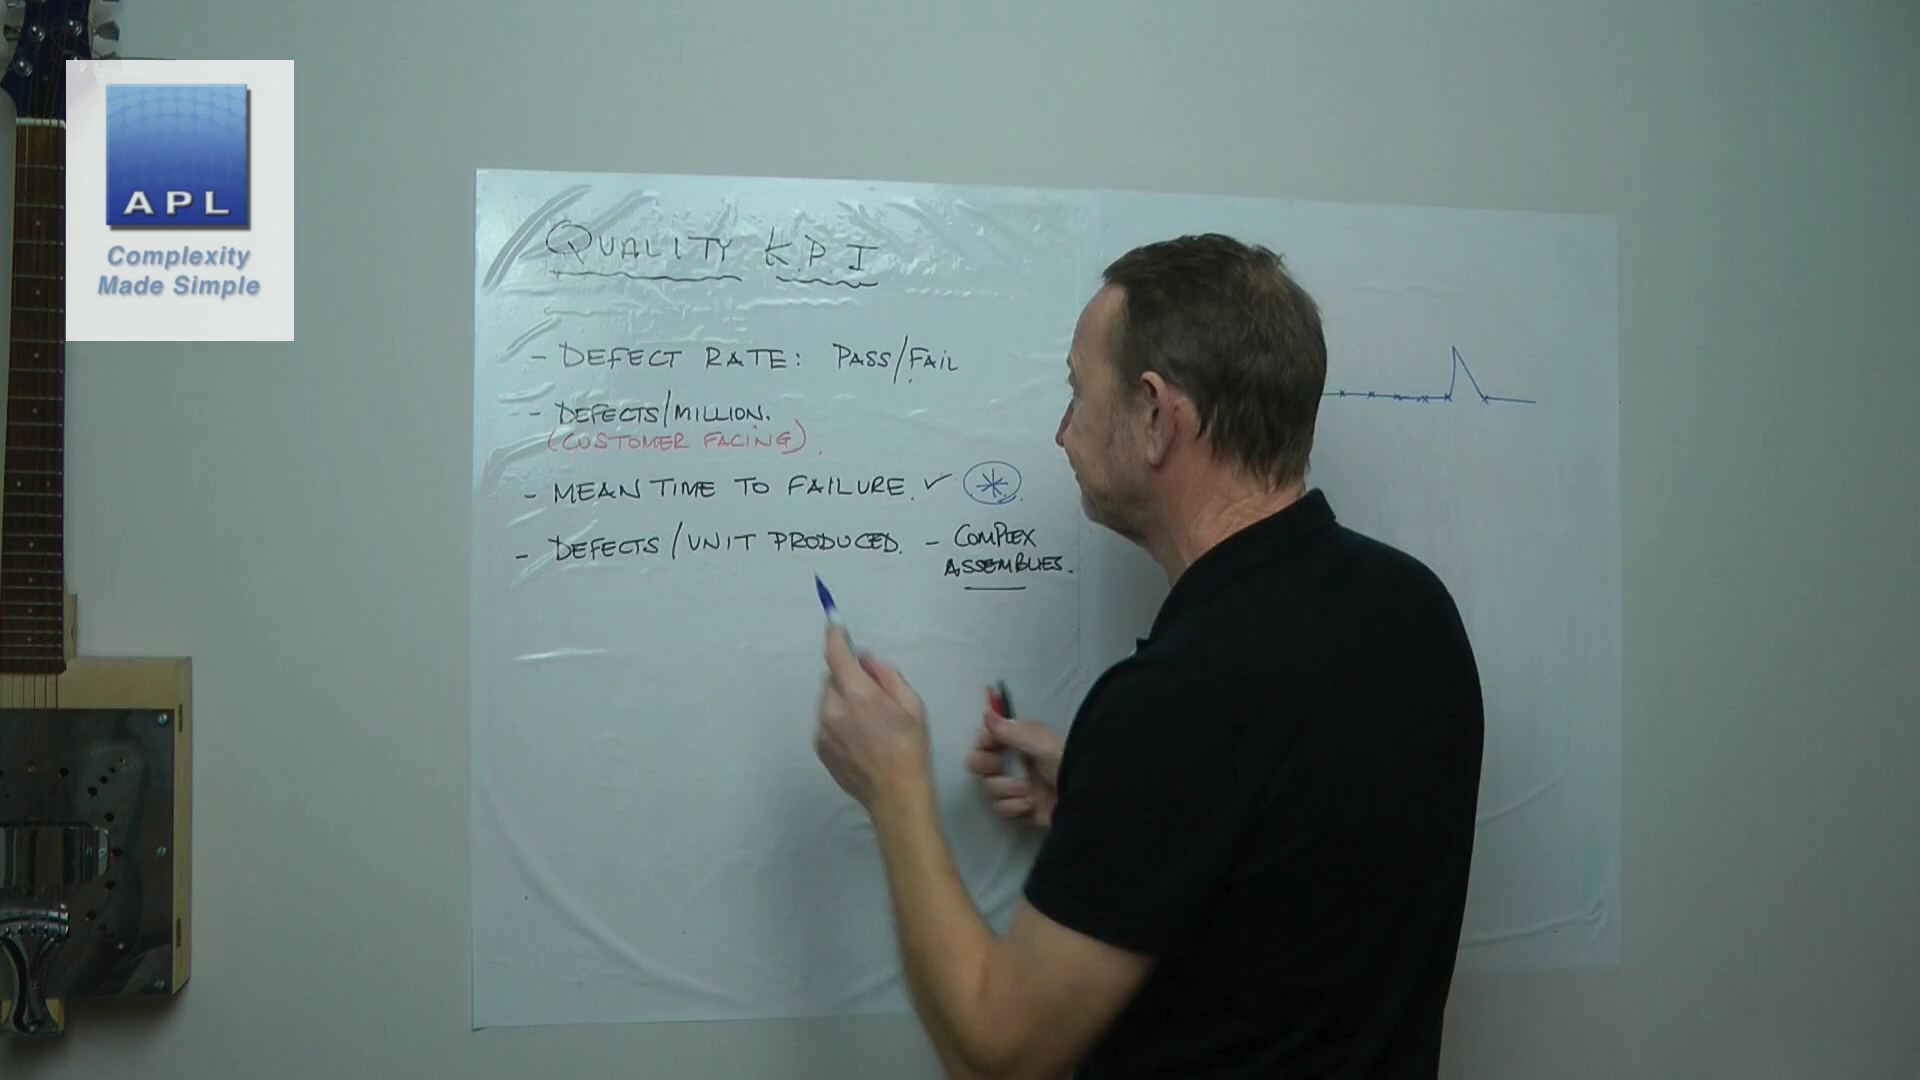 APL
Complexity
Made Simple
QUALITY K.P.I
- DEFECT RATE: PASS/FAIL
- DEFECTS/MILLION.
(CUSTOMER FACING).
- MEAN TIME TO FAILURE. ✓ *
- DEFECTS/UNIT PRODUCED. - COMPLEX
ASSEMBLIES.